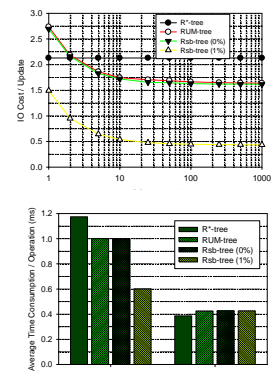 3.0
2.5
2.0
1.5
1.0
0.5
0.0
IO Cost / Update
R*-tree
RUM-tree
Rsb-tree (0%)
Rsb-tree (1%)
1 10 100 1000
1.2
1.0
0.8
0.6
0.4
0.2
0.0
Average Time Consumption / Operation (ms)
R*-tree
RUM-tree
Rsb-tree (0%)
Rsb-tree (1%)